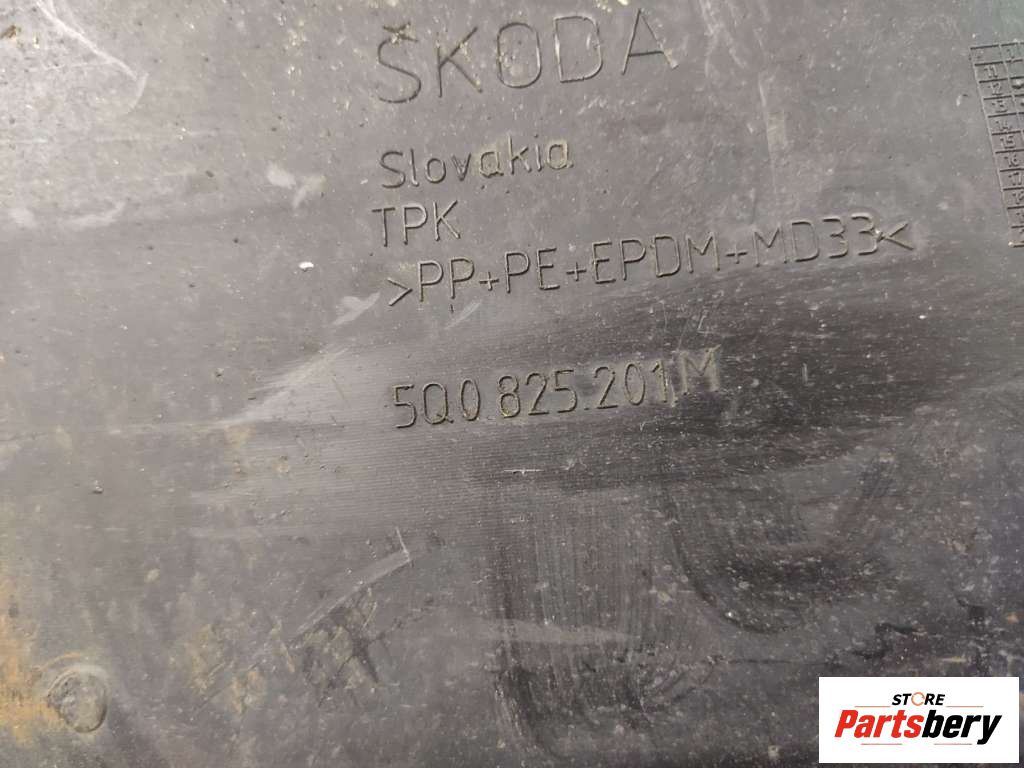 ŠKODA
Slovakia
TPK
>PP+PE+EPDM+MD33<
5Q0 825.201 M
STORE
Partsbery